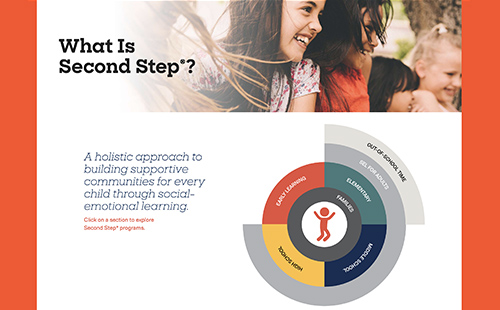 What Is
Second Step®?
A holistic approach to
building supportive
communities for every
child through social-
emotional learning.
Click on a section to explore
Second Step® programs.
OUT-OF-SCHOOL TIME
SEL FOR ADULTS
EARLY LEARNING
ELEMENTARY
FAMILIES
HIGH SCHOOL
MIDDLE SCHOOL